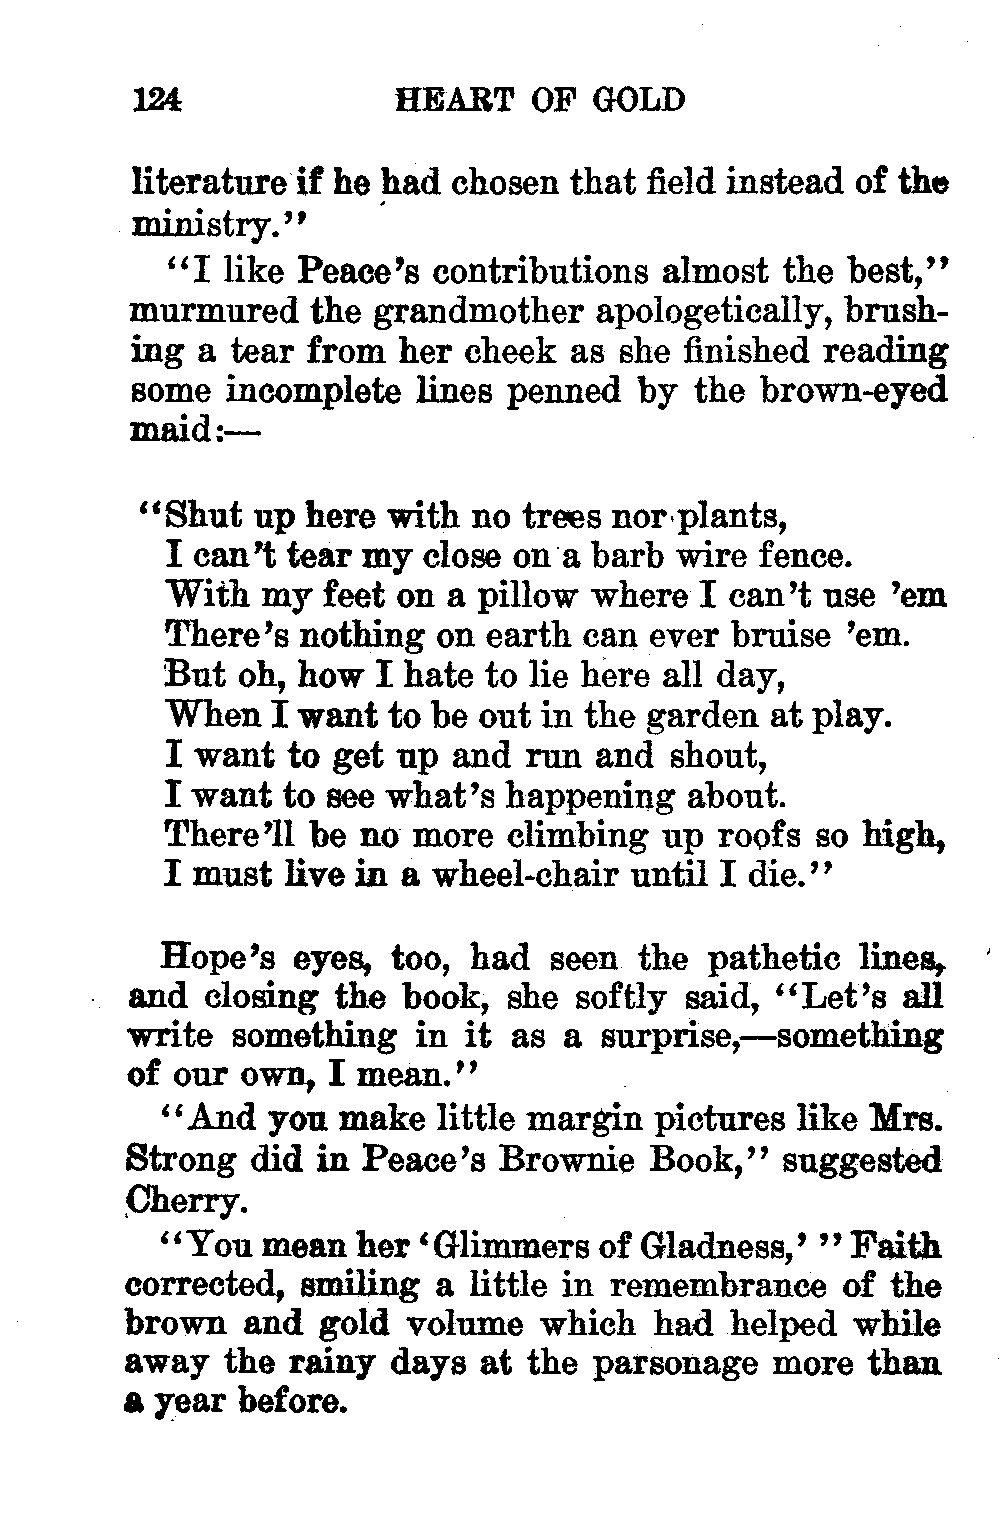 124 HEART OF GOLD
literature if he had chosen that field instead of the
ministry."
"I like Peace's contributions almost the best,"
murmured the grandmother apologetically, brush-
ing a tear from her cheek as she finished reading
some incomplete lines penned by the brown-eyed
maid:—
"Shut up here with no trees nor plants,
I can't tear my close on a barb wire fence.
With my feet on a pillow where I can't use 'em
There's nothing on earth can ever bruise 'em.
But oh, how I hate to lie here all day,
When I want to be out in the garden at play.
I want to get up and run and shout,
I want to see what's happening about.
There'll be no more climbing up roofs so high,
I must live in a wheel-chair until I die."
Hope's eyes, too, had seen the pathetic lines,
and closing the book, she softly said, "Let's all
write something in it as a surprise,—something
of our own, I mean."
"And you make little margin pictures like Mrs.
Strong did in Peace's Brownie Book," suggested
Cherry.
"You mean her 'Glimmers of Gladness,' " Faith
corrected, smiling a little in remembrance of the
brown and gold volume which had helped while
away the rainy days at the parsonage more than
a year before.